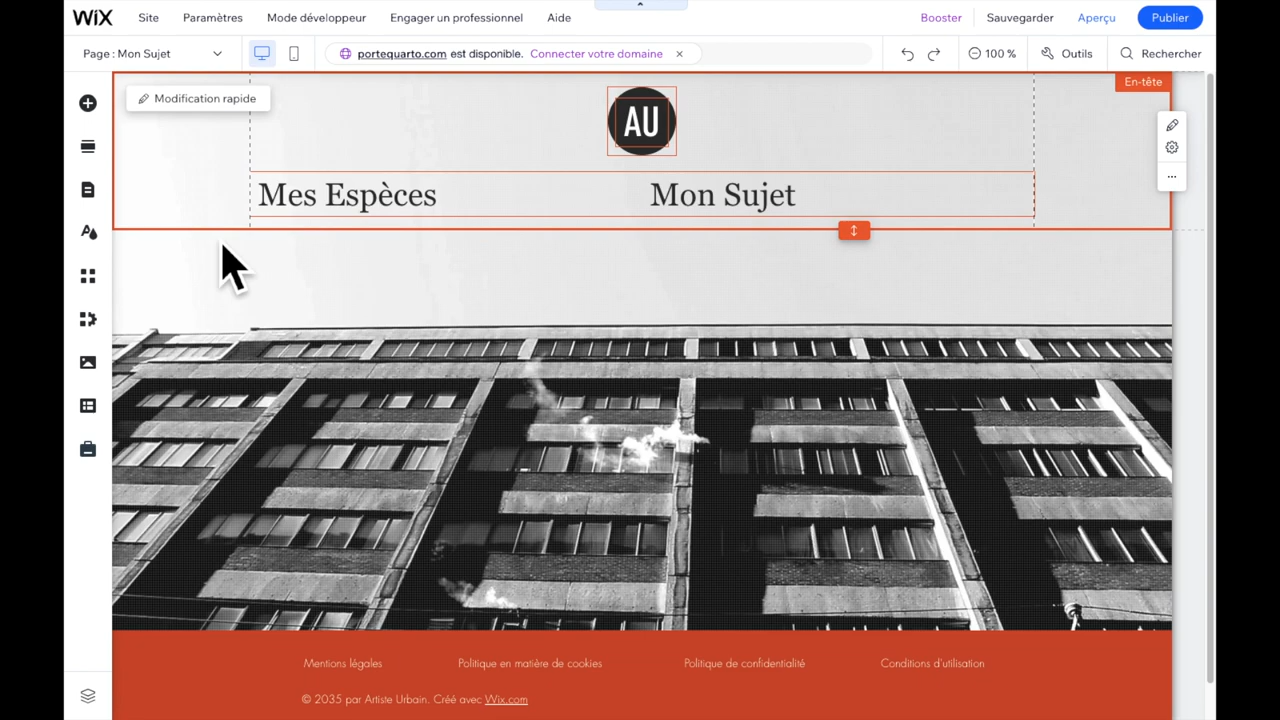 WiX Site Paramètres Mode développeur Engager un professionnel Aide Booster Sauvegarder Aperçu Publier
Page : Mon Sujet portequarto.com est disponible. Connecter votre domaine 100 % Outils Rechercher
En-tête
Modification rapide
AU
Mes Espèces Mon Sujet
Mentions légales Politique en matière de cookies Politique de confidentialité Conditions d'utilisation
© 2035 par Artiste Urbain. Créé avec Wix.com